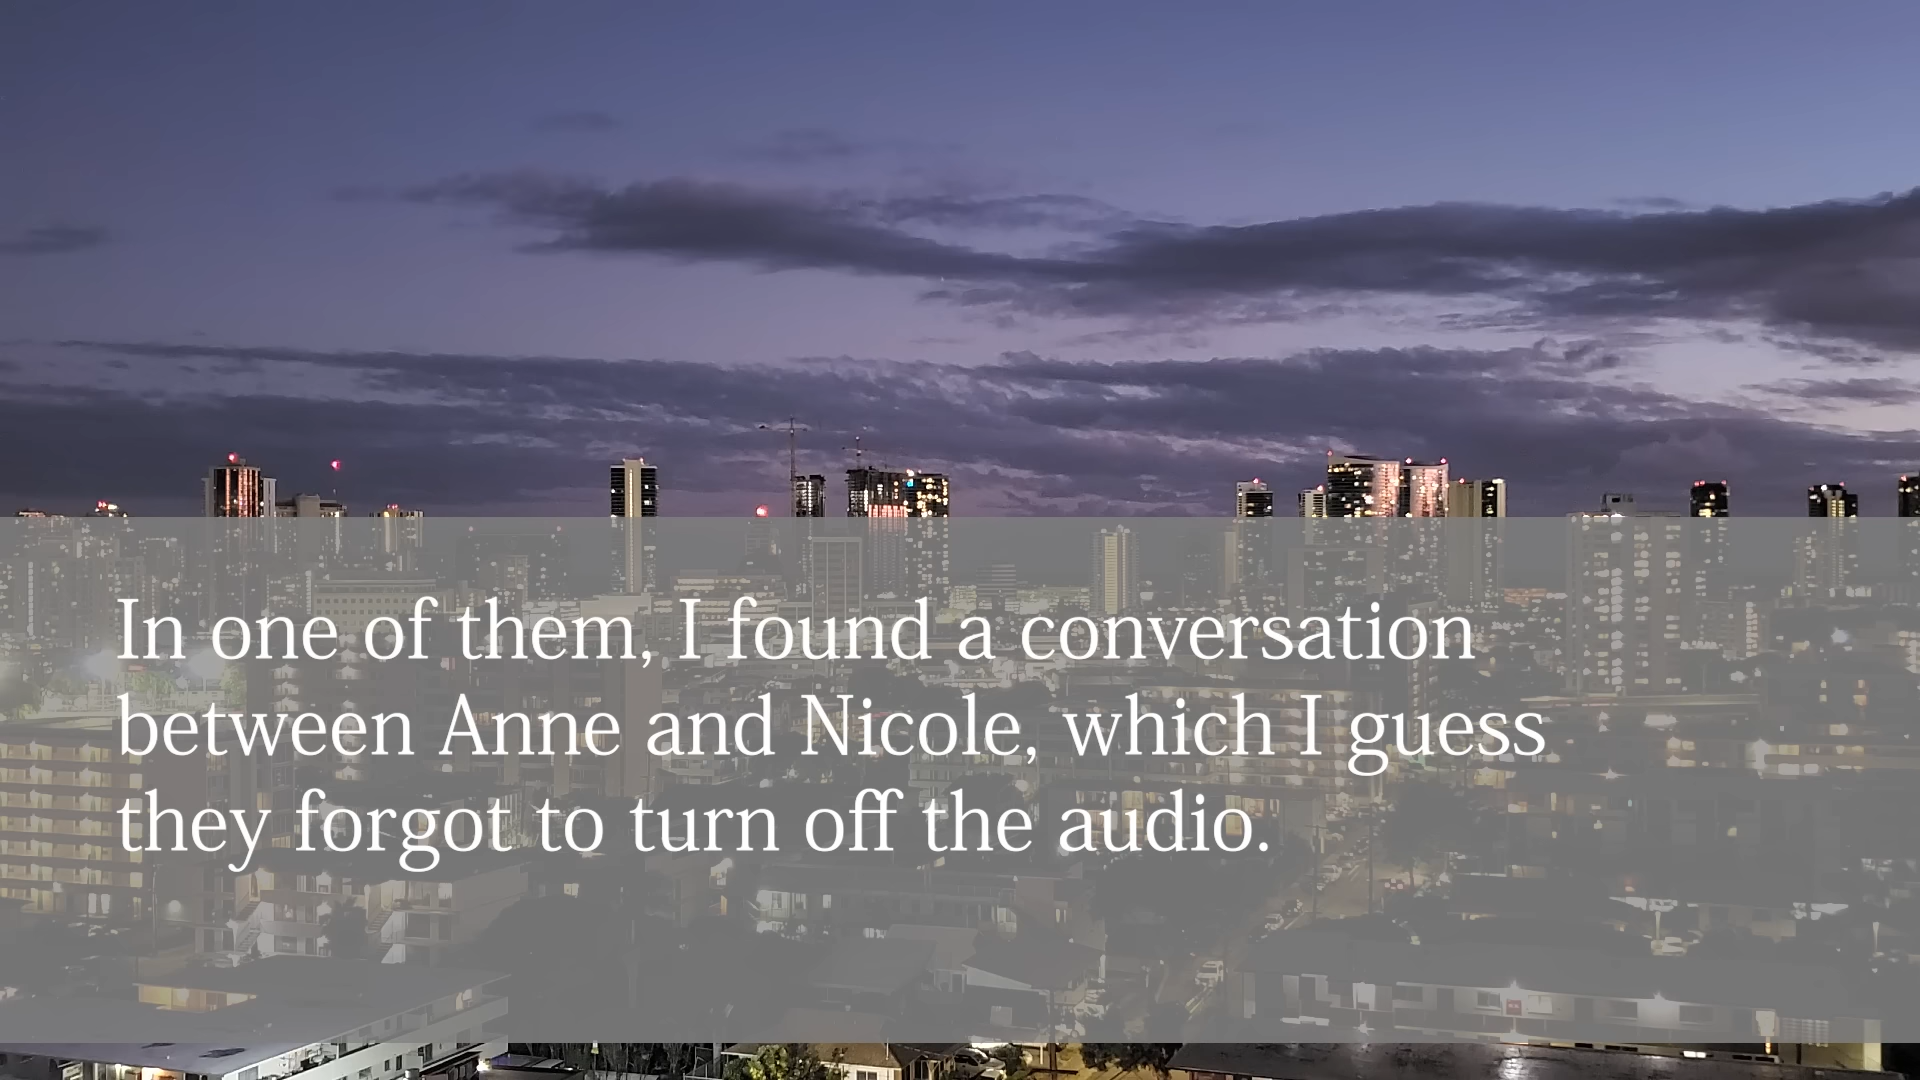 In one of them, I found a conversation
between Anne and Nicole, which I guess
they forgot to turn off the audio.